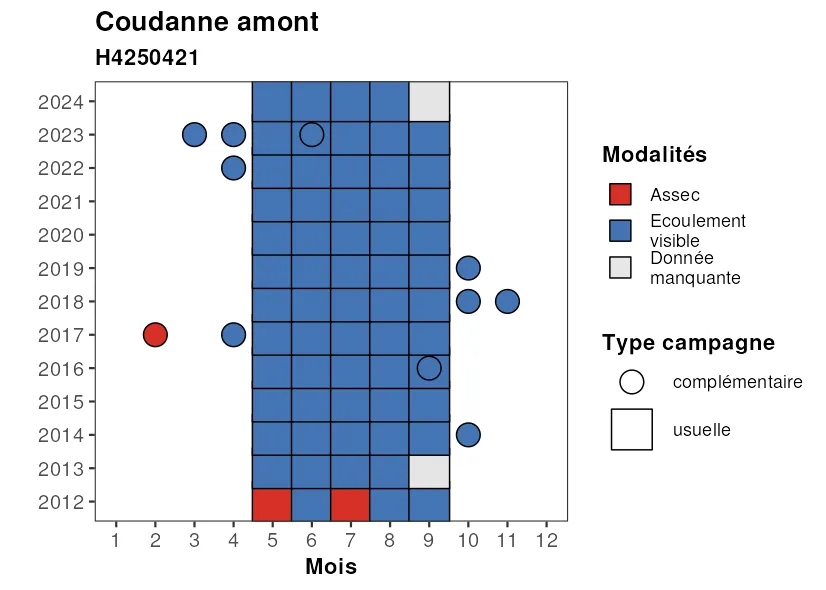 Coudanne amont
H4250421
2024
2023
2022
2021
2020
2019
2018
2017
2016
2015
2014
2013
2012
1 2 3 4 5 6 7 8 9 10 11 12
Mois
Modalités
Assec
Ecoulement
visible
Donnée
manquante
Type campagne
complémentaire
usuelle